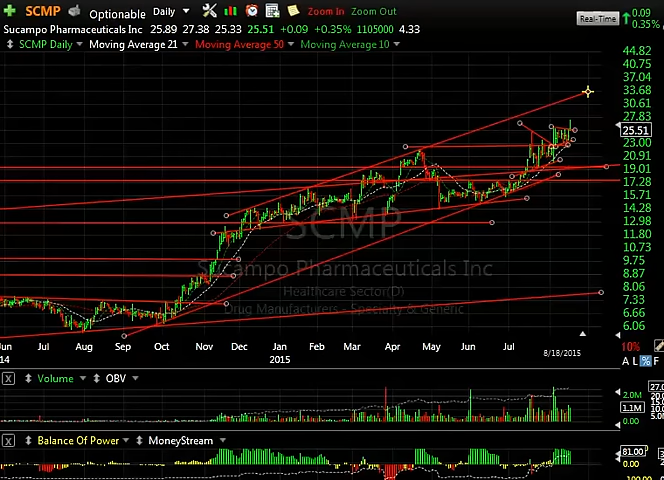 SCMP Optionable Daily Zoom In Zoom Out Real-Time 0.09
0.35%
Sucampo Pharmaceuticals Inc 25.89 27.38 25.33 25.51 +0.09 +0.35% 1105000 4.33
SCMP Daily Moving Average 21 Moving Average 50 Moving Average 10
44.82
40.75
37.04
33.68
30.61
27.83
25.51
23.00
20.91
19.01
17.28
15.71
14.28
12.98
11.80
10.73
9.75
8.87
8.06
7.33
6.66
6.06
SCMP
Sucampo Pharmaceuticals Inc
Healthcare Sector(D)
Drug Manufacturers - Specialty & Generic
Jun Jul Aug Sep Oct Nov Dec 2015 Feb Mar Apr May Jun Jul 10%
14 8/18/2015 A L % F
X Volume OBV
27.0
2.0M
1.1M
0.00
X Balance Of Power MoneyStream
81.00
0.00
-100.00